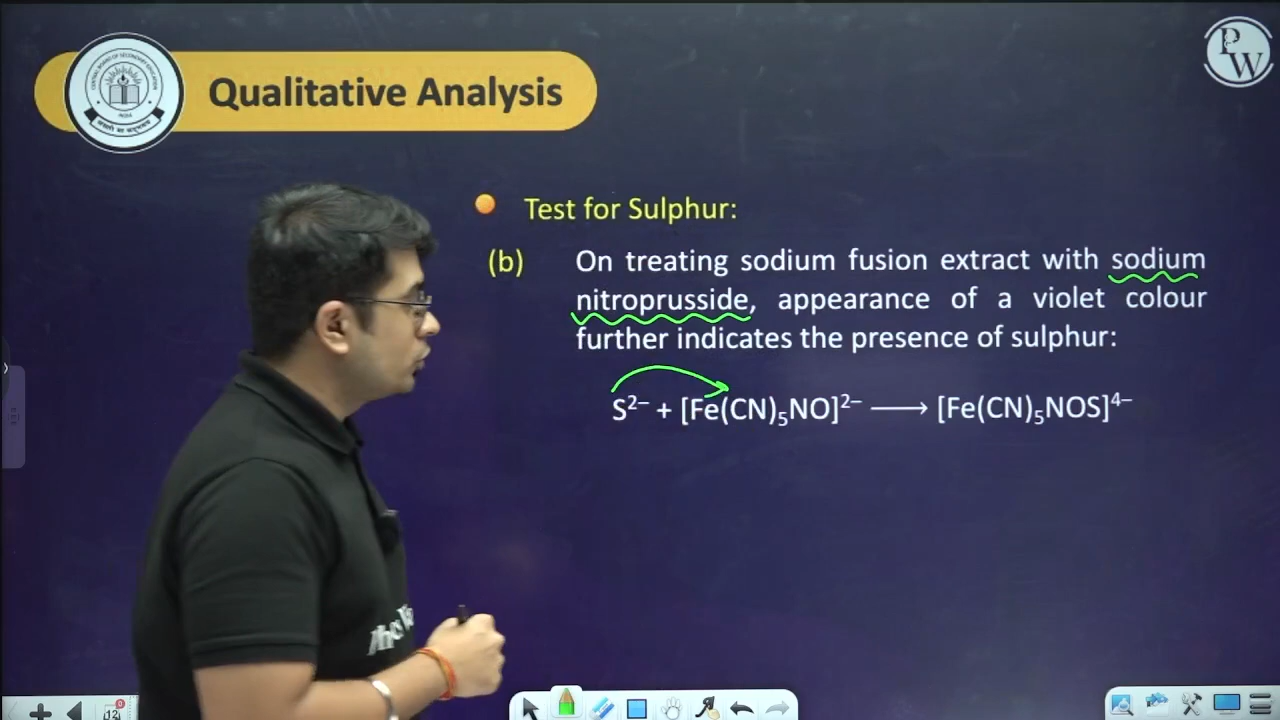 Qualitative Analysis
PW
Test for Sulphur:
(b) On treating sodium fusion extract with sodium
nitroprusside, appearance of a violet colour
further indicates the presence of sulphur:
S²⁻ + [Fe(CN)₅NO]²⁻ ⟶ [Fe(CN)₅NOS]⁴⁻